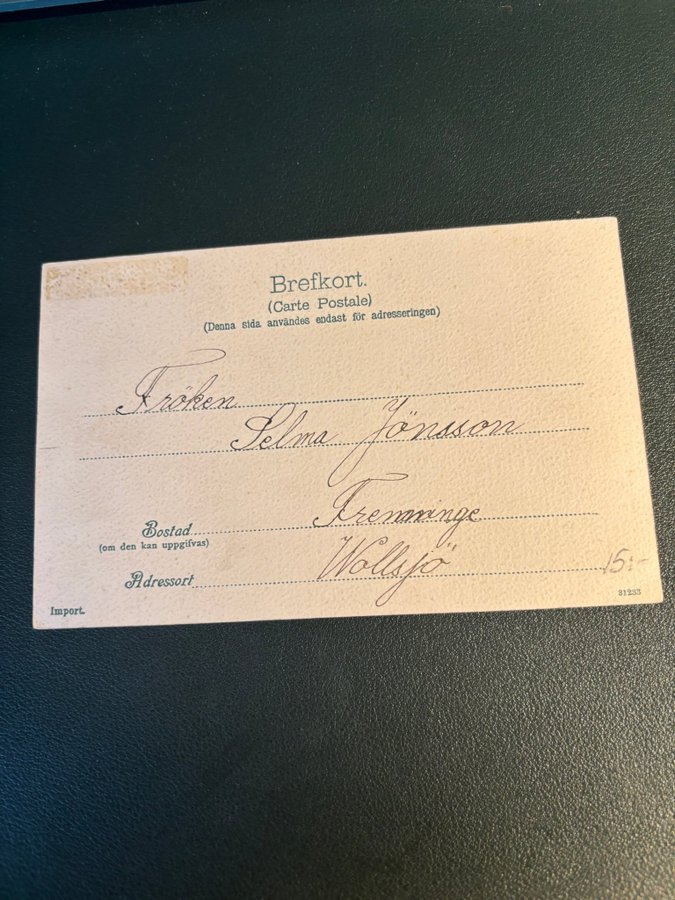 Brefkort.
(Carte Postale)
(Denna sida användes endast för adresseringen)
Fröken
Selma Jönsson
Bostad Frenninge
(om den kan uppgifvas)
Adressort Wollsjö
15:-
Import.
31233